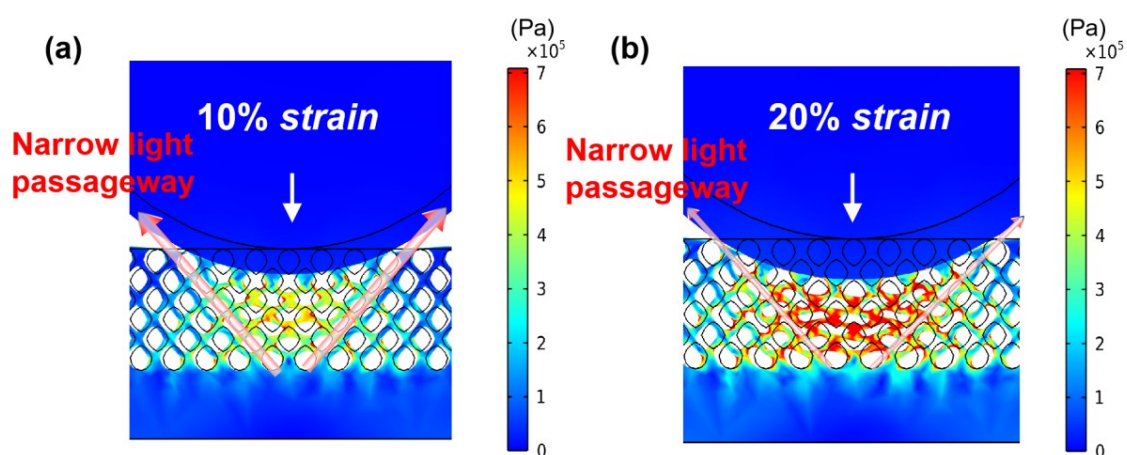 (a)
10% strain
Narrow light
passageway
(Pa)
×10⁵
7
6
5
4
3
2
1
0
(b)
20% strain
Narrow light
passageway
(Pa)
×10⁵
7
6
5
4
3
2
1
0